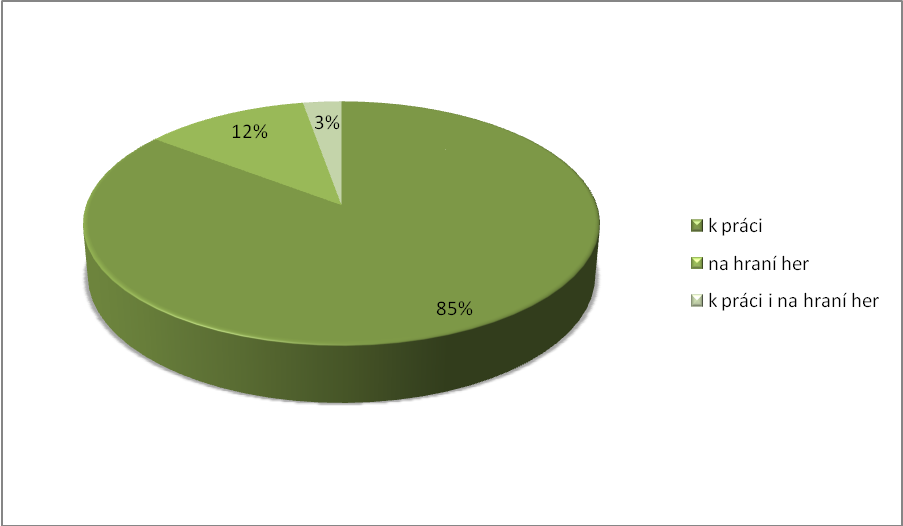 12%
3%
85%
k práci
na hraní her
k práci i na hraní her